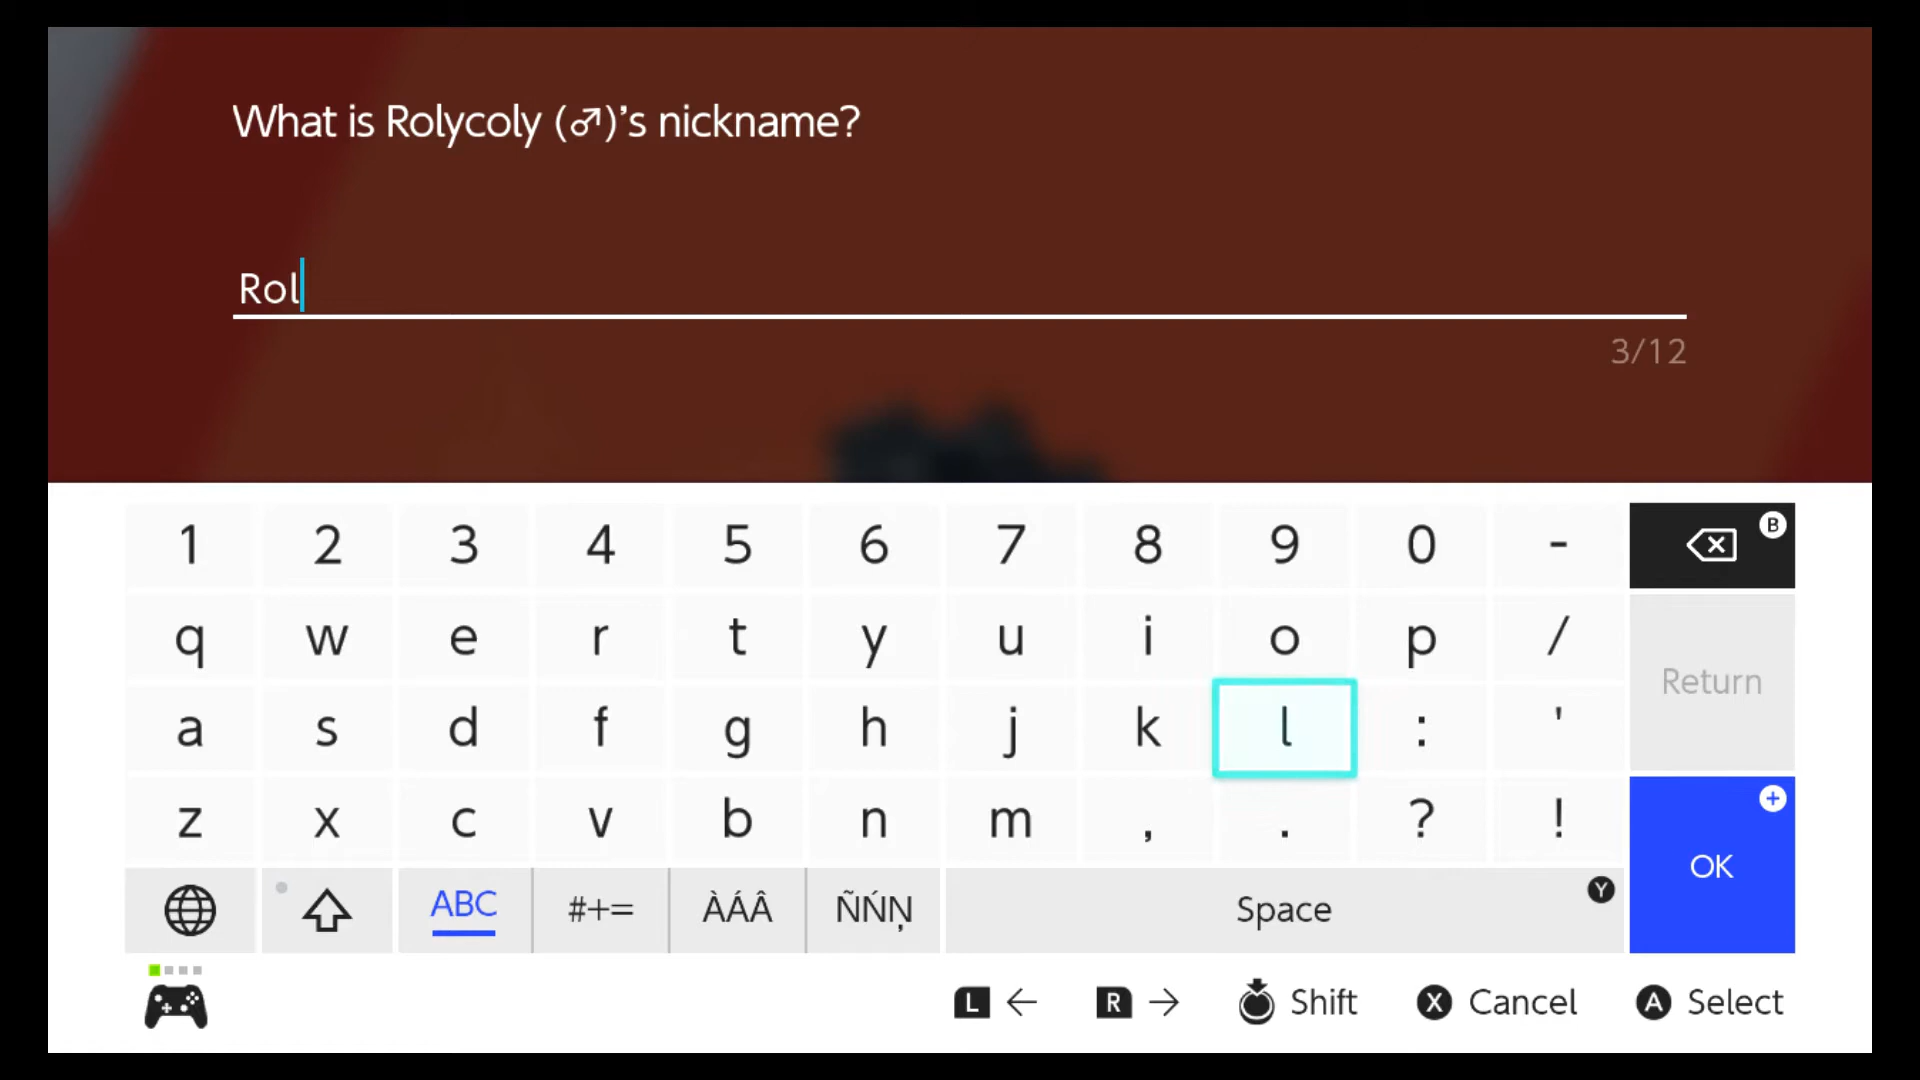 What is Rolycoly (♂)'s nickname?
Rol
3/12
1 2 3 4 5 6 7 8 9 0 - B
q w e r t y u i o p /
Return
a s d f g h j k l : '
z x c v b n m , . ? ! +
OK
ABC #+= ÀÁÂ ÑŃŅ Space Y
L ← R → Shift X Cancel A Select